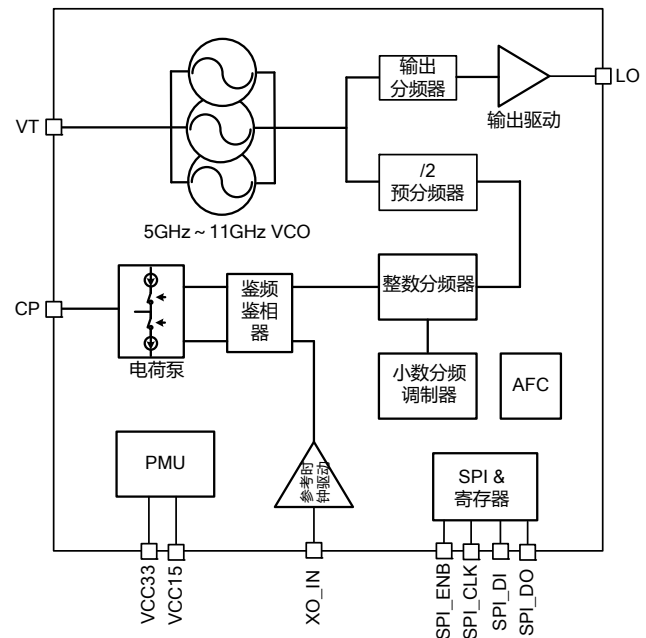 输出
分频器
LO
输出驱动
VT
/2
预分频器
5GHz ~ 11GHz VCO
整数分频器
鉴频
鉴相
器
CP
电荷泵
小数分频
调制器
AFC
PMU
参考时
钟驱动
SPI &
寄存器
VCC33
VCC15
XO_IN
SPI_ENB
SPI_CLK
SPI_DI
SPI_DO